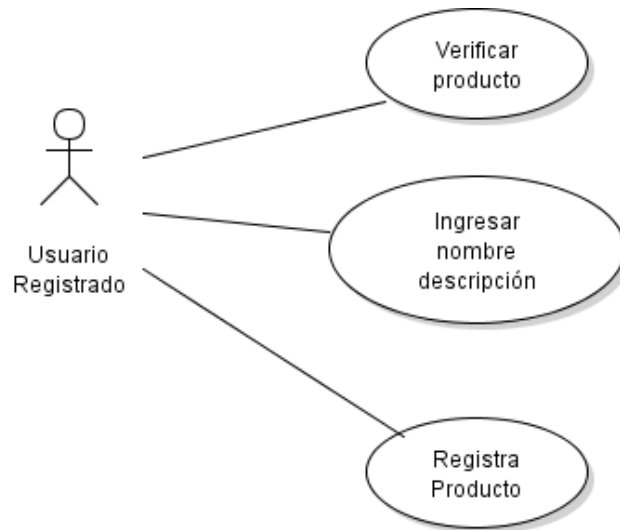 Verificar
producto
Usuario
Registrado
Ingresar
nombre
descripción
Registra
Producto